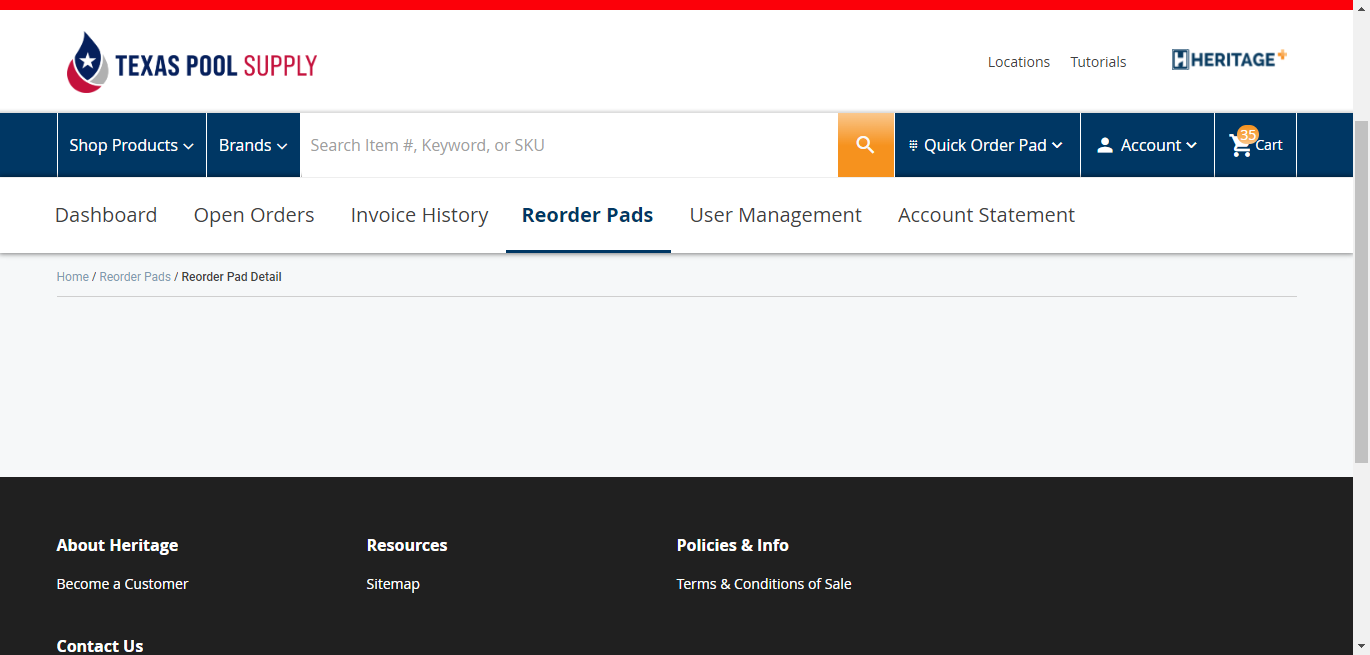 TEXAS POOL SUPPLY
Locations Tutorials HERITAGE+
Shop Products Brands Search Item #, Keyword, or SKU Quick Order Pad Account 35 Cart
Dashboard Open Orders Invoice History Reorder Pads User Management Account Statement
Home / Reorder Pads / Reorder Pad Detail
About Heritage Resources Policies & Info
Become a Customer Sitemap Terms & Conditions of Sale
Contact Us